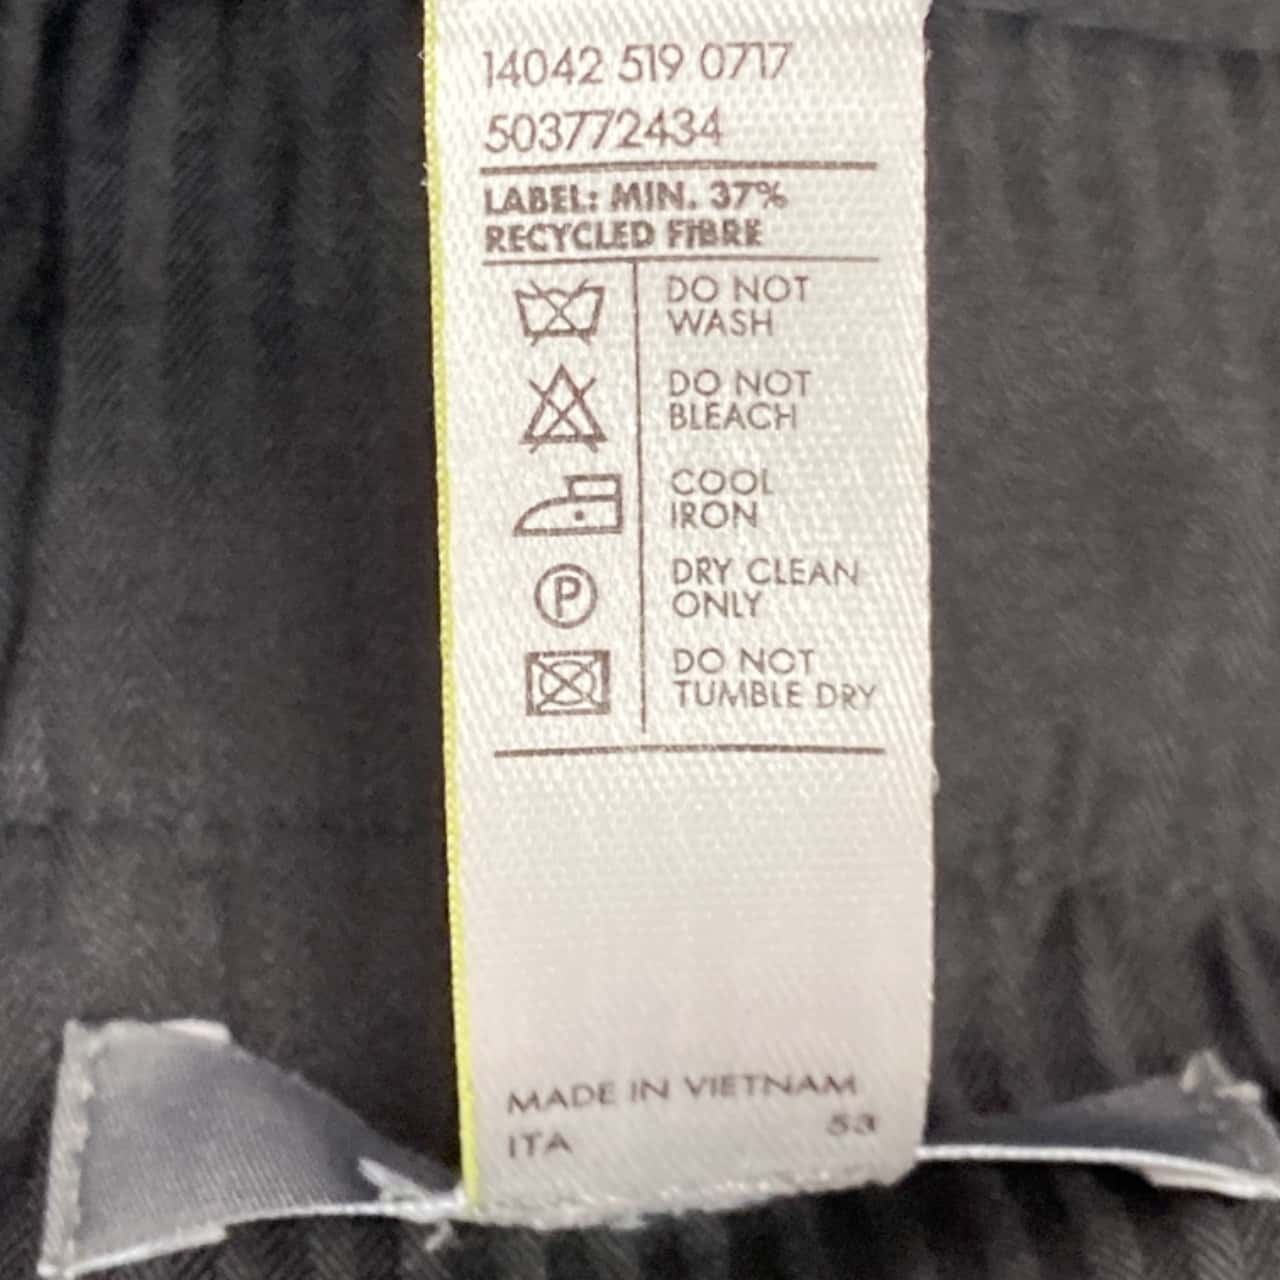 14042 519 0717
503772434
LABEL: MIN. 37%
RECYCLED FIBRE
DO NOT
WASH
DO NOT
BLEACH
COOL
IRON
P
DRY CLEAN
ONLY
DO NOT
TUMBLE DRY
MADE IN VIETNAM
ITA 5a